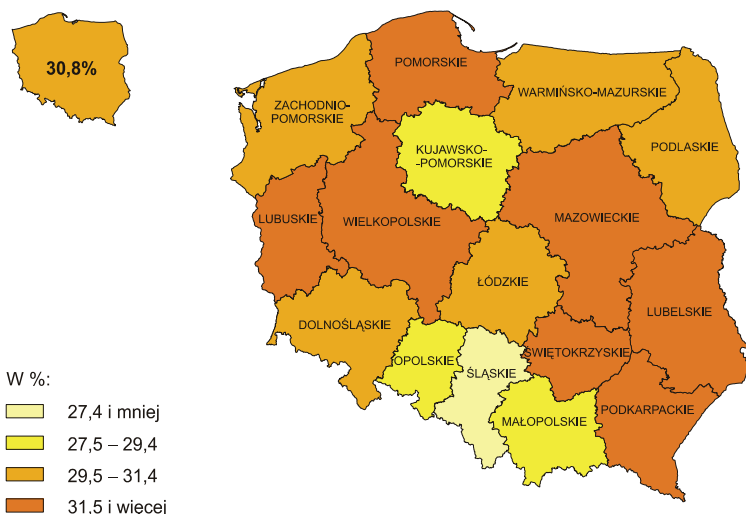 30,8%
POMORSKIE
ZACHODNIO-
POMORSKIE
WARMIŃSKO-MAZURSKIE
KUJAWSKO-
-POMORSKIE
PODLASKIE
LUBUSKIE
WIELKOPOLSKIE
MAZOWIECKIE
ŁÓDZKIE
LUBELSKIE
DOLNOŚLĄSKIE
OPOLSKIE
ŚLĄSKIE
ŚWIĘTOKRZYSKIE
MAŁOPOLSKIE
PODKARPACKIE
W %:
27,4 i mniej
27,5 – 29,4
29,5 – 31,4
31,5 i wiecej